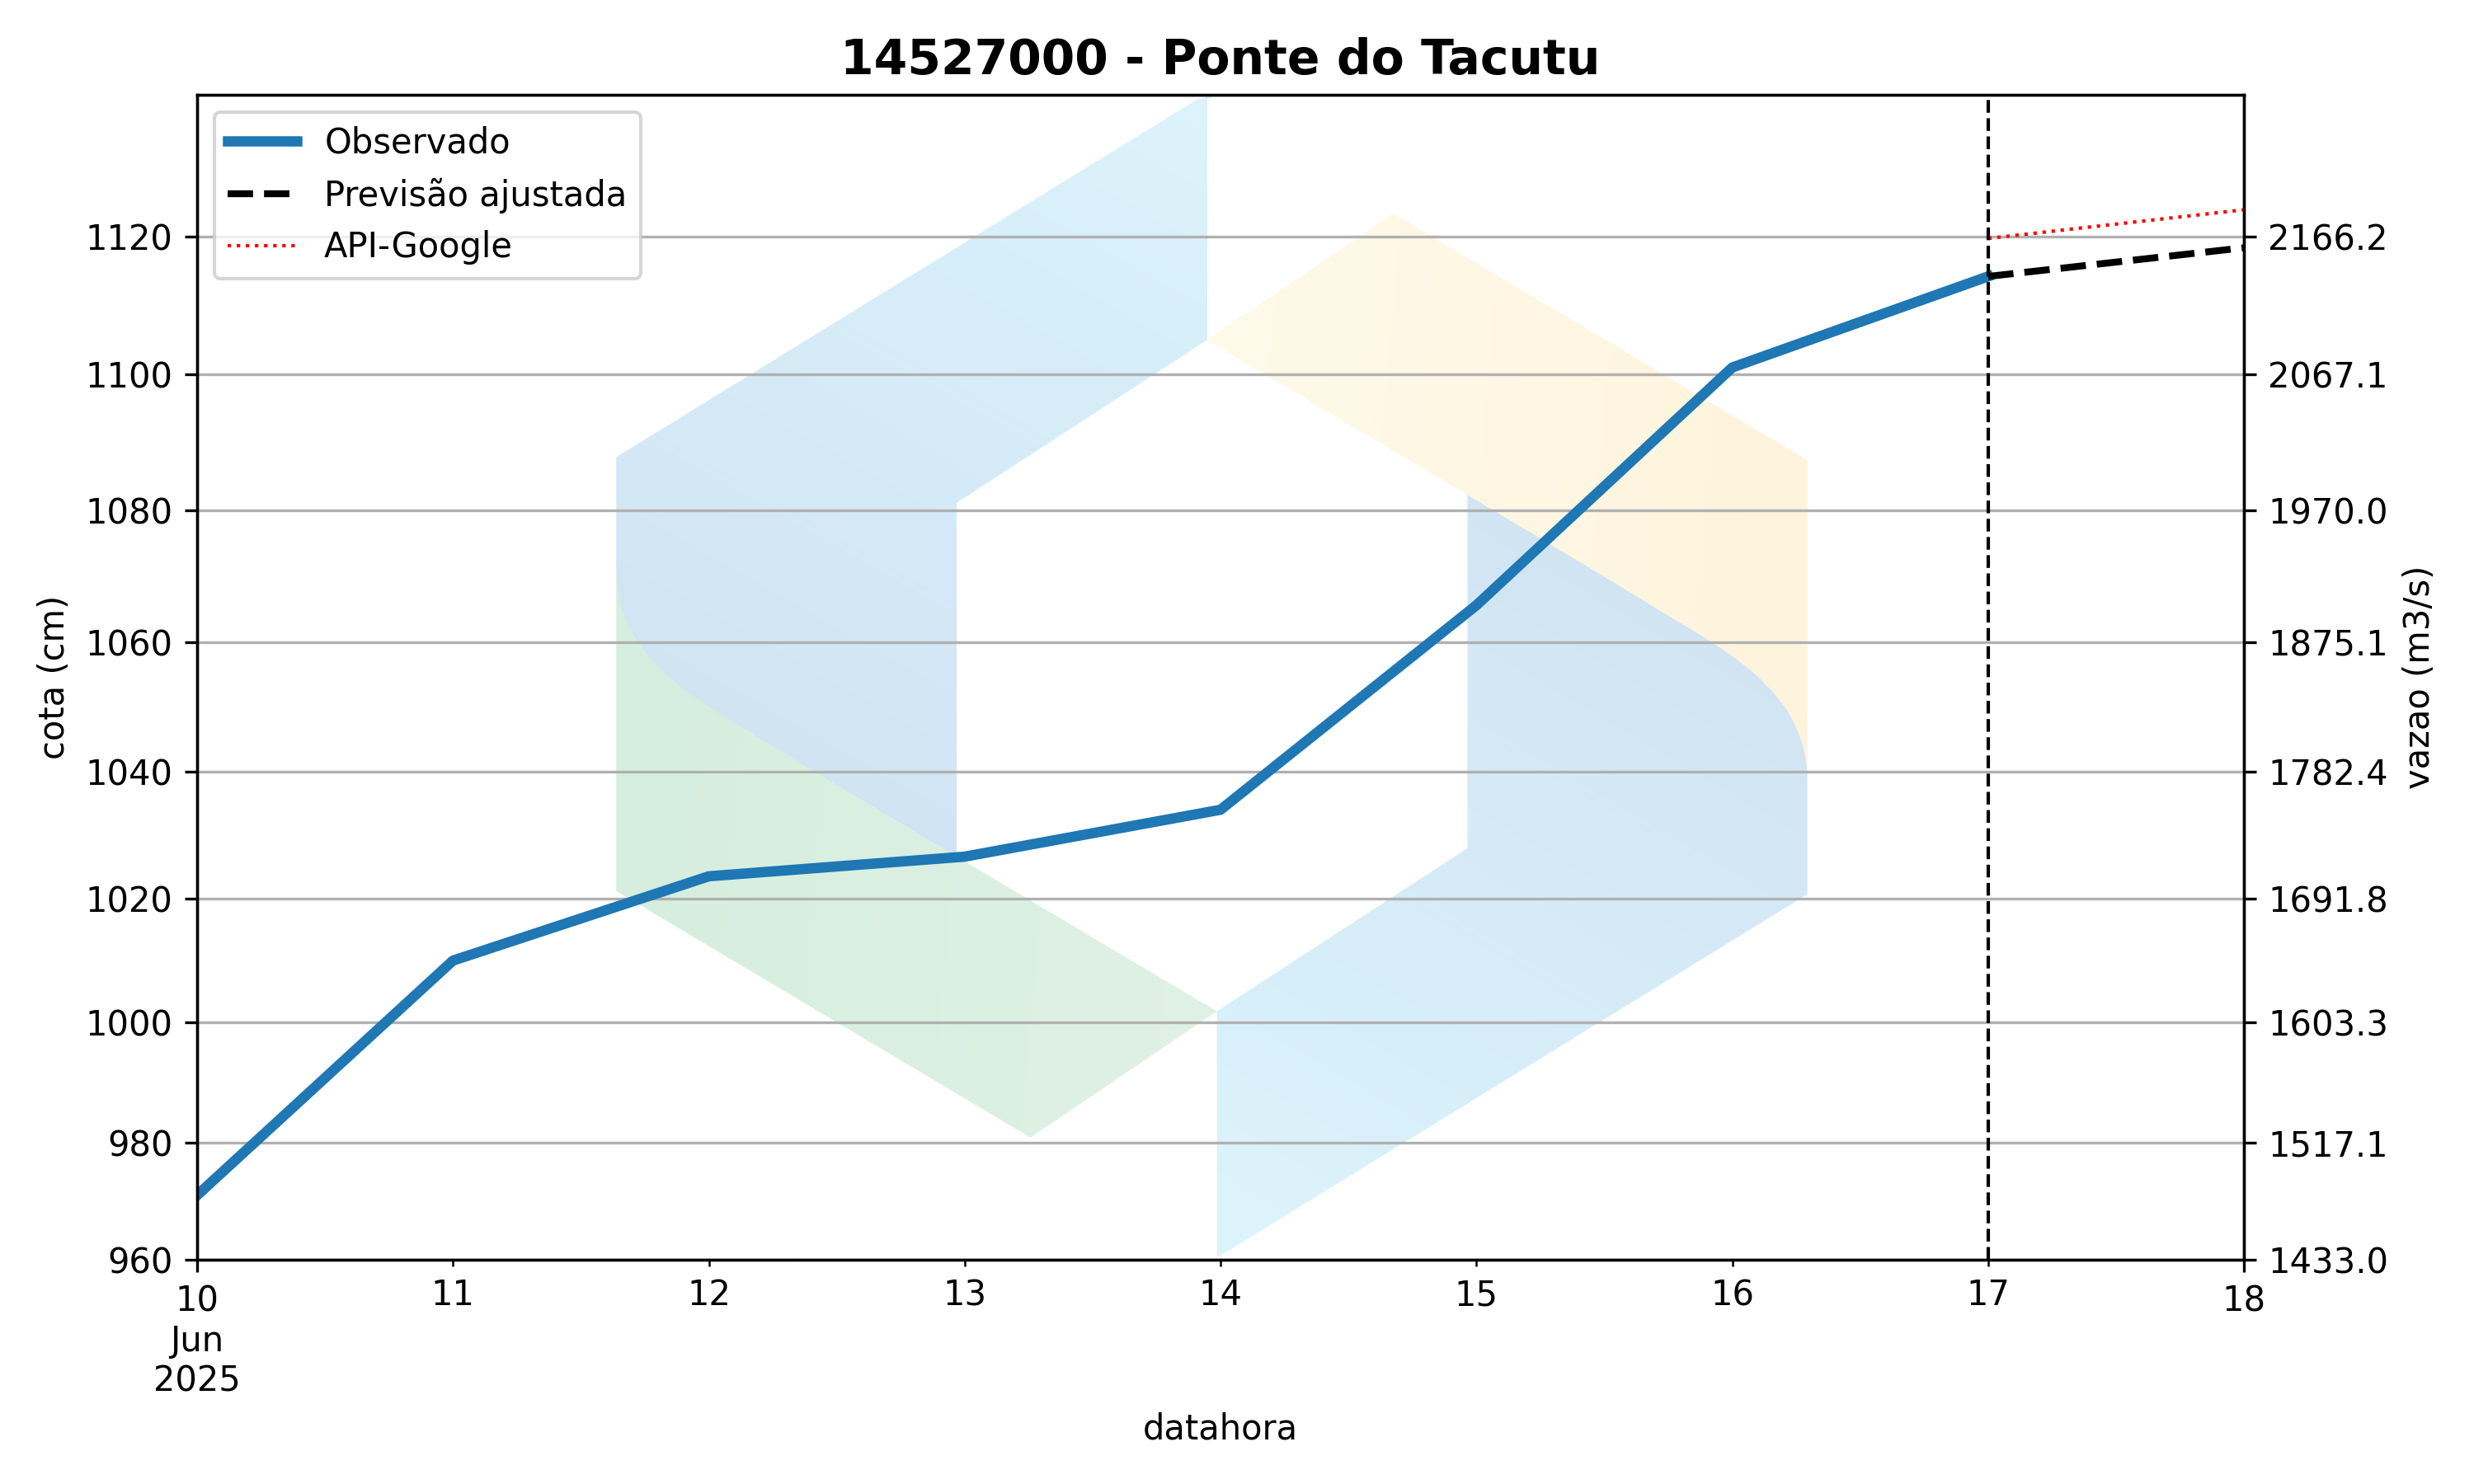 14527000 - Ponte do Tacutu
Observado
Previsão ajustada
API-Google
1120
1100
1080
1060
1040
1020
1000
980
960
cota (cm)
2166.2
2067.1
1970.0
1875.1
1782.4
1691.8
1603.3
1517.1
1433.0
vazao (m3/s)
10 11 12 13 14 15 16 17 18
Jun
2025
datahora